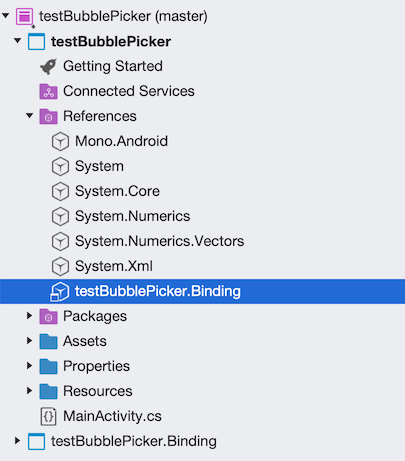 testBubblePicker (master)
testBubblePicker
Getting Started
Connected Services
References
Mono.Android
System
System.Core
System.Numerics
System.Numerics.Vectors
System.Xml
testBubblePicker.Binding
Packages
Assets
Properties
Resources
MainActivity.cs
testBubblePicker.Binding